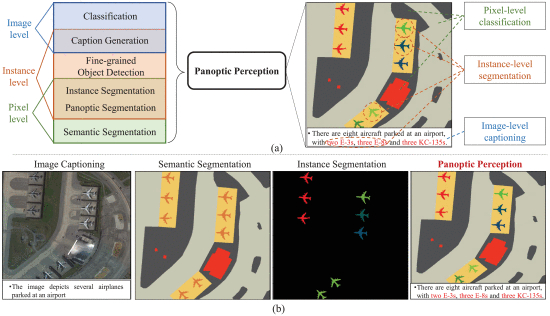 Image level
Instance level
Pixel level
Classification
Caption Generation
Fine-grained
Object Detection
Instance Segmentation
Panoptic Segmentation
Semantic Segmentation
Panoptic Perception
•There are eight aircraft parked at an airport,
with two E-3s, three E-8s and three KC-135s.
Pixel-level
classification
Instance-level
segmentation
Image-level
captioning
(a)
Image Captioning
Semantic Segmentation
Instance Segmentation
Panoptic Perception
•The image depicts several airplanes
parked at an airport
•There are eight aircraft parked at an airport,
with two E-3s, three E-8s and three KC-135s.
(b)